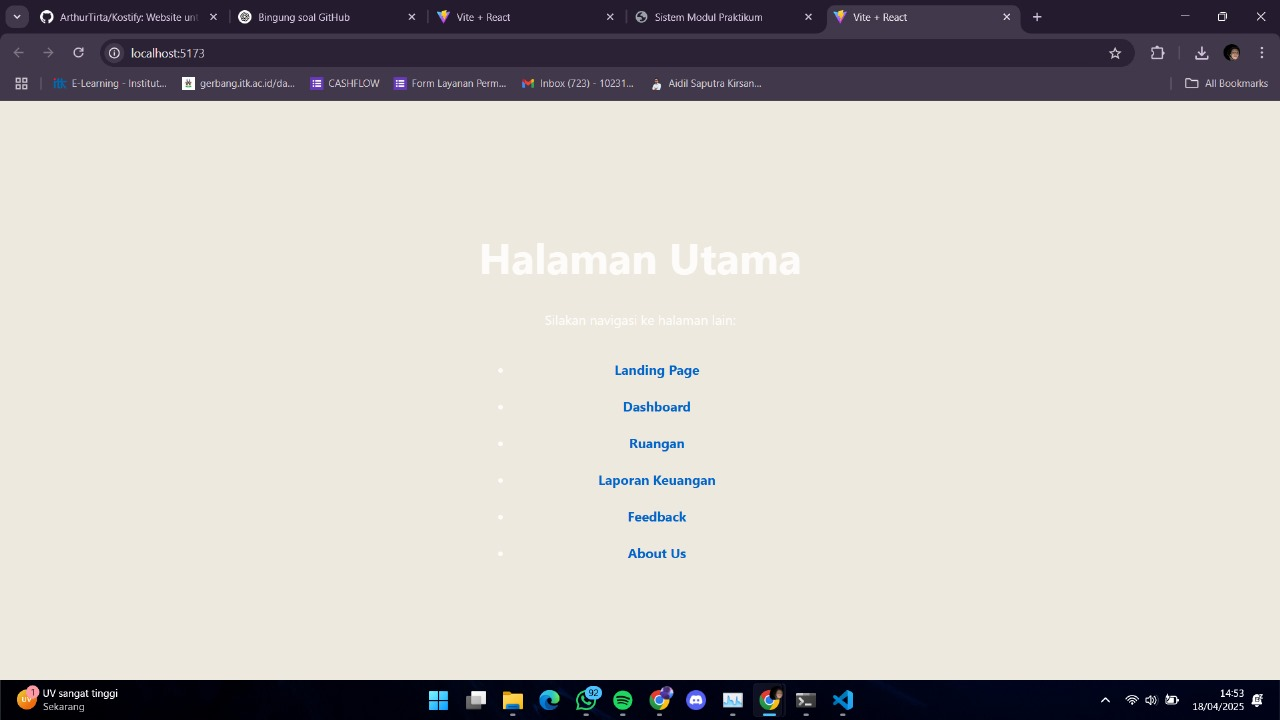 ArthurTirta/Kostify: Website unt
Bingung soal GitHub
Vite + React
Sistem Modul Praktikum
Vite + React
localhost:5173
itk
E-Learning - Institut...
gerbang.itk.ac.id/da...
CASHFLOW
Form Layanan Perm...
Inbox (723) - 10231...
Aidil Saputra Kirsan...
All Bookmarks
Halaman Utama
Silakan navigasi ke halaman lain:
• Landing Page
• Dashboard
• Ruangan
• Laporan Keuangan
• Feedback
• About Us
UV
1
UV sangat tinggi
Sekarang
92
14:53
18/04/2025